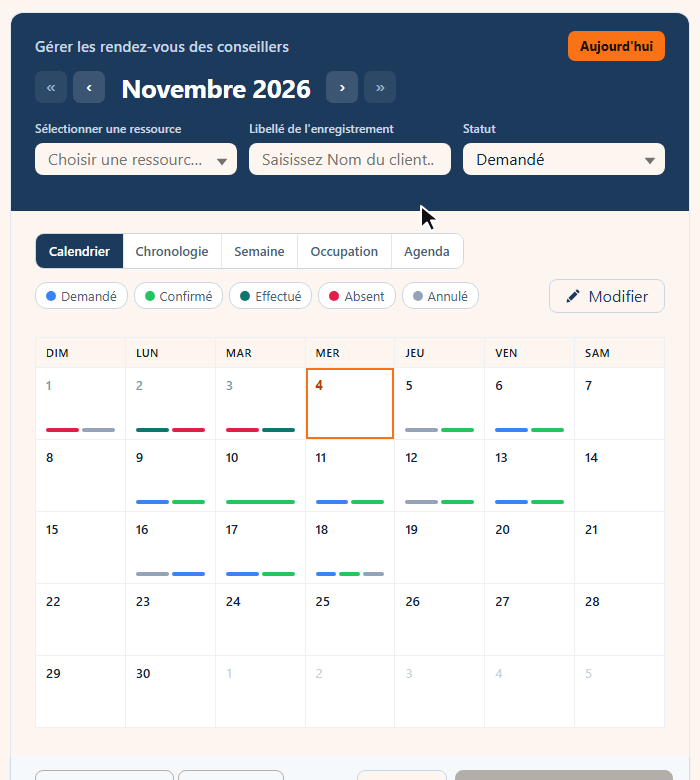 Gérer les rendez-vous des conseillers
Aujourd'hui
« ‹ Novembre 2026 › »
Sélectionner une ressource Libellé de l'enregistrement Statut
Choisir une ressourc... Saisissez Nom du client.. Demandé
Calendrier Chronologie Semaine Occupation Agenda
Demandé Confirmé Effectué Absent Annulé Modifier
DIM LUN MAR MER JEU VEN SAM
1 2 3 4 5 6 7
8 9 10 11 12 13 14
15 16 17 18 19 20 21
22 23 24 25 26 27 28
29 30 1 2 3 4 5